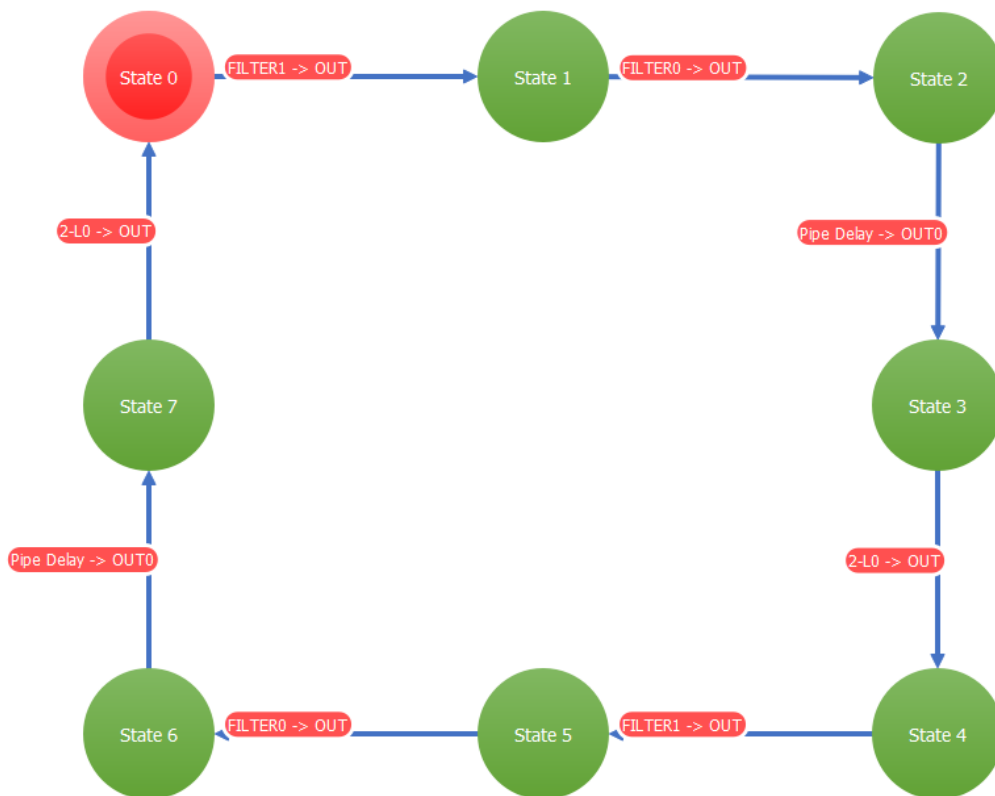 State 0
FILTER1 -> OUT
State 1
FILTER0 -> OUT
State 2
2-L0 -> OUT
Pipe Delay -> OUT0
State 7
State 3
Pipe Delay -> OUT0
2-L0 -> OUT
State 6
FILTER0 -> OUT
State 5
FILTER1 -> OUT
State 4